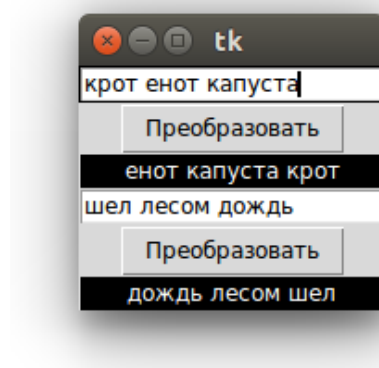 tk
крот енот капуста
Преобразовать
енот капуста крот
шел лесом дождь
Преобразовать
дождь лесом шел